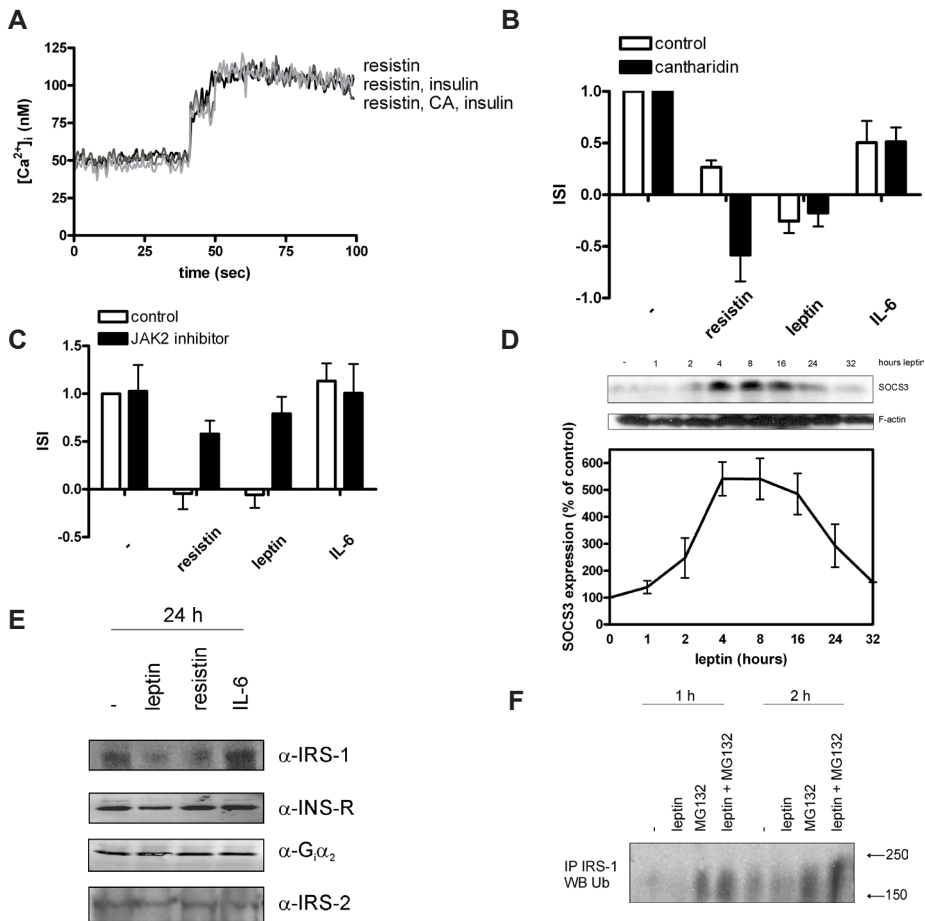 A
125
100
75
50
25
0
[Ca2+]i (nM)
0 25 50 75 100
time (sec)
resistin
resistin, insulin
resistin, CA, insulin
B
control
cantharidin
1.0
0.5
0.0
-0.5
-1.0
ISI
- resistin leptin IL-6
C
control
JAK2 inhibitor
1.5
1.0
0.5
0.0
-0.5
ISI
- resistin leptin IL-6
D
- 1 2 4 8 16 24 32 hours leptin
SOCS3
F-actin
600
500
400
300
200
100
0
SOCS3 expression (% of control)
0 1 2 4 8 16 24 32
leptin (hours)
E
24 h
- leptin resistin IL-6
α-IRS-1
α-INS-R
α-Giα2
α-IRS-2
F
1 h 2 h
- leptin MG132 leptin + MG132 - leptin MG132 leptin + MG132
IP IRS-1
WB Ub
←250
←150